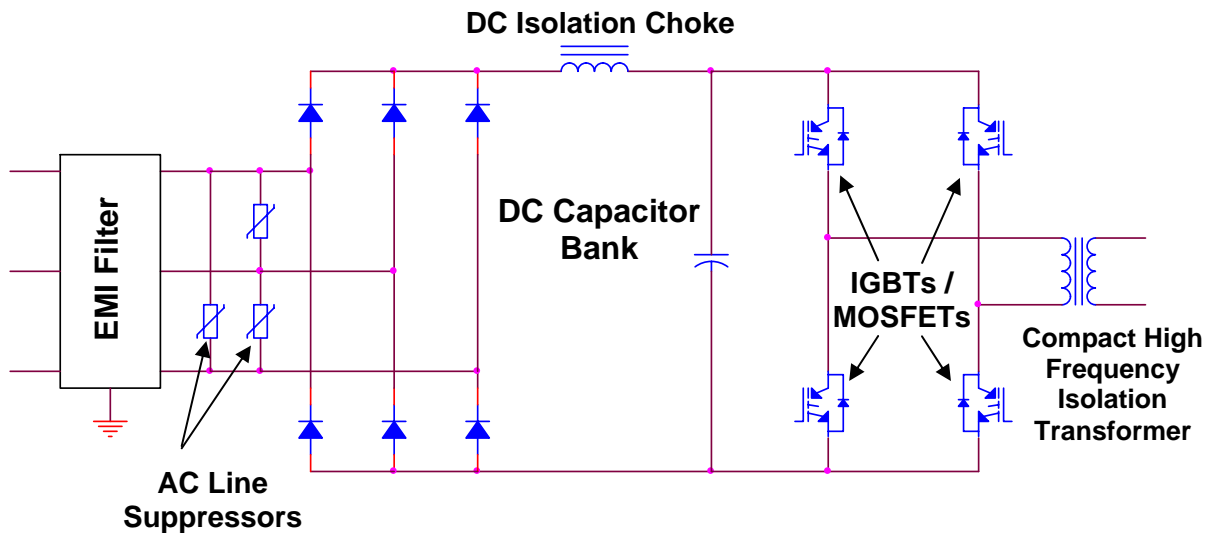 DC Isolation Choke
EMI Filter
DC Capacitor
Bank
IGBTs /
MOSFETs
Compact High
Frequency
Isolation
Transformer
AC Line
Suppressors